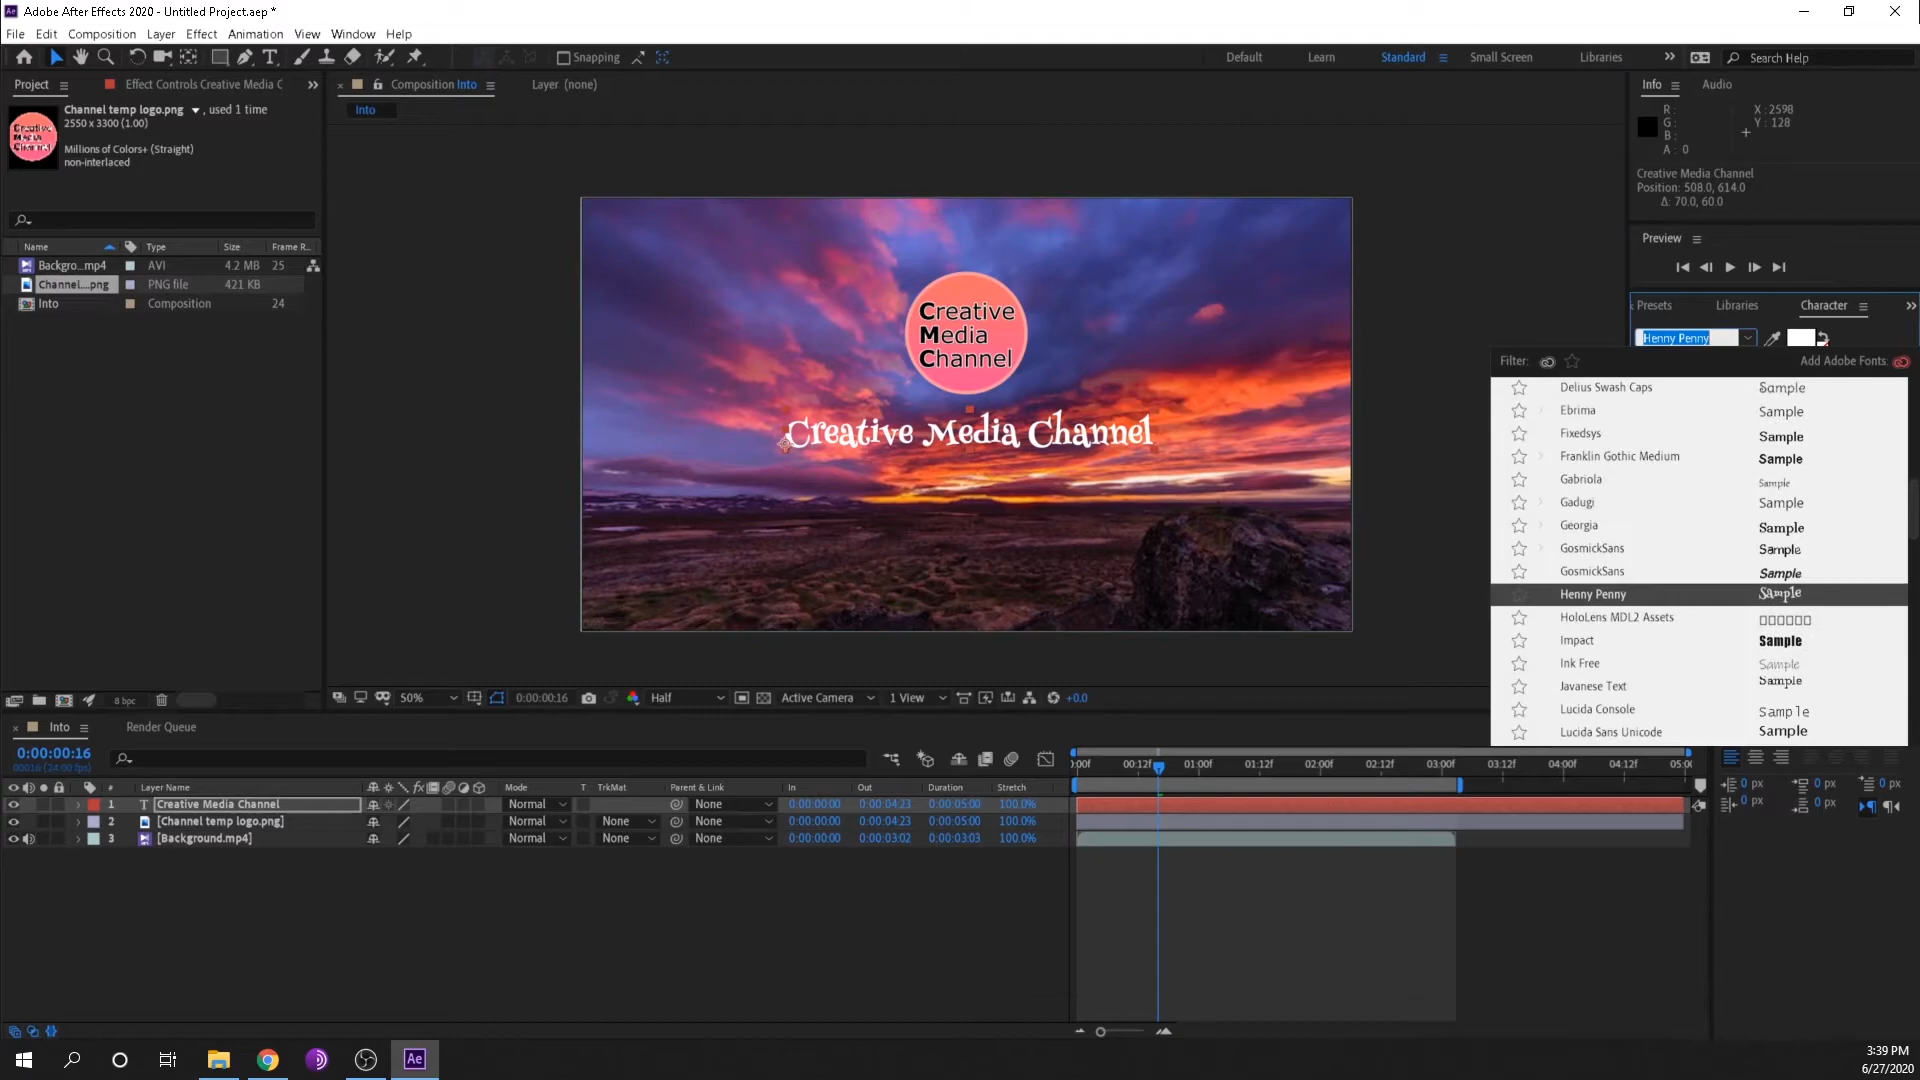 Adobe After Effects 2020 - Untitled Project.aep *
File Edit Composition Layer Effect Animation View Window Help
Snapping
Default Learn Standard Small Screen Libraries
Search Help
Project
Effect Controls Creative Media C
Composition Into
Layer (none)
Info
Audio
Channel temp logo.png , used 1 time
2550 x 3300 (1.00)
Millions of Colors+ (Straight)
non-interlaced
Into
R :
G :
B :
A : 0
X : 2598
Y : 128
Creative Media Channel
Position: 508.0, 614.0
Δ: 70.0, 60.0
Preview
Name Type Size Frame R..
Backgro...mp4 AVI 4.2 MB 25
Channel....png PNG file 421 KB
Into Composition 24
Creative
Media
Channel
Creative Media Channel
Presets Libraries Character
Henny Penny
Filter: Add Adobe Fonts:
Delius Swash Caps Sample
Ebrima Sample
Fixedsys Sample
Franklin Gothic Medium Sample
Gabriola Sample
Gadugi Sample
Georgia Sample
GosmickSans Sample
GosmickSans Sample
Henny Penny Sample
HoloLens MDL2 Assets
Impact Sample
Ink Free Sample
Javanese Text Sample
Lucida Console Sample
Lucida Sans Unicode Sample
8 bpc
50% 0:00:00:16 Half Active Camera 1 View +0.0
Into
Render Queue
0:00:00:16
00016 (24.00 fps)
:00f 00:12f 01:00f 01:12f 02:00f 02:12f 03:00f 03:12f 04:00f 04:12f 05:0
# Layer Name Mode T TrkMat Parent & Link In Out Duration Stretch
1 T Creative Media Channel Normal None 0:00:00:00 0:00:04:23 0:00:05:00 100.0%
2 [Channel temp logo.png] Normal None None 0:00:00:00 0:00:04:23 0:00:05:00 100.0%
3 [Background.mp4] Normal None None 0:00:00:00 0:00:03:02 0:00:03:03 100.0%
0 px 0 px 0 px
0 px 0 px
Ae
3:39 PM
6/27/2020